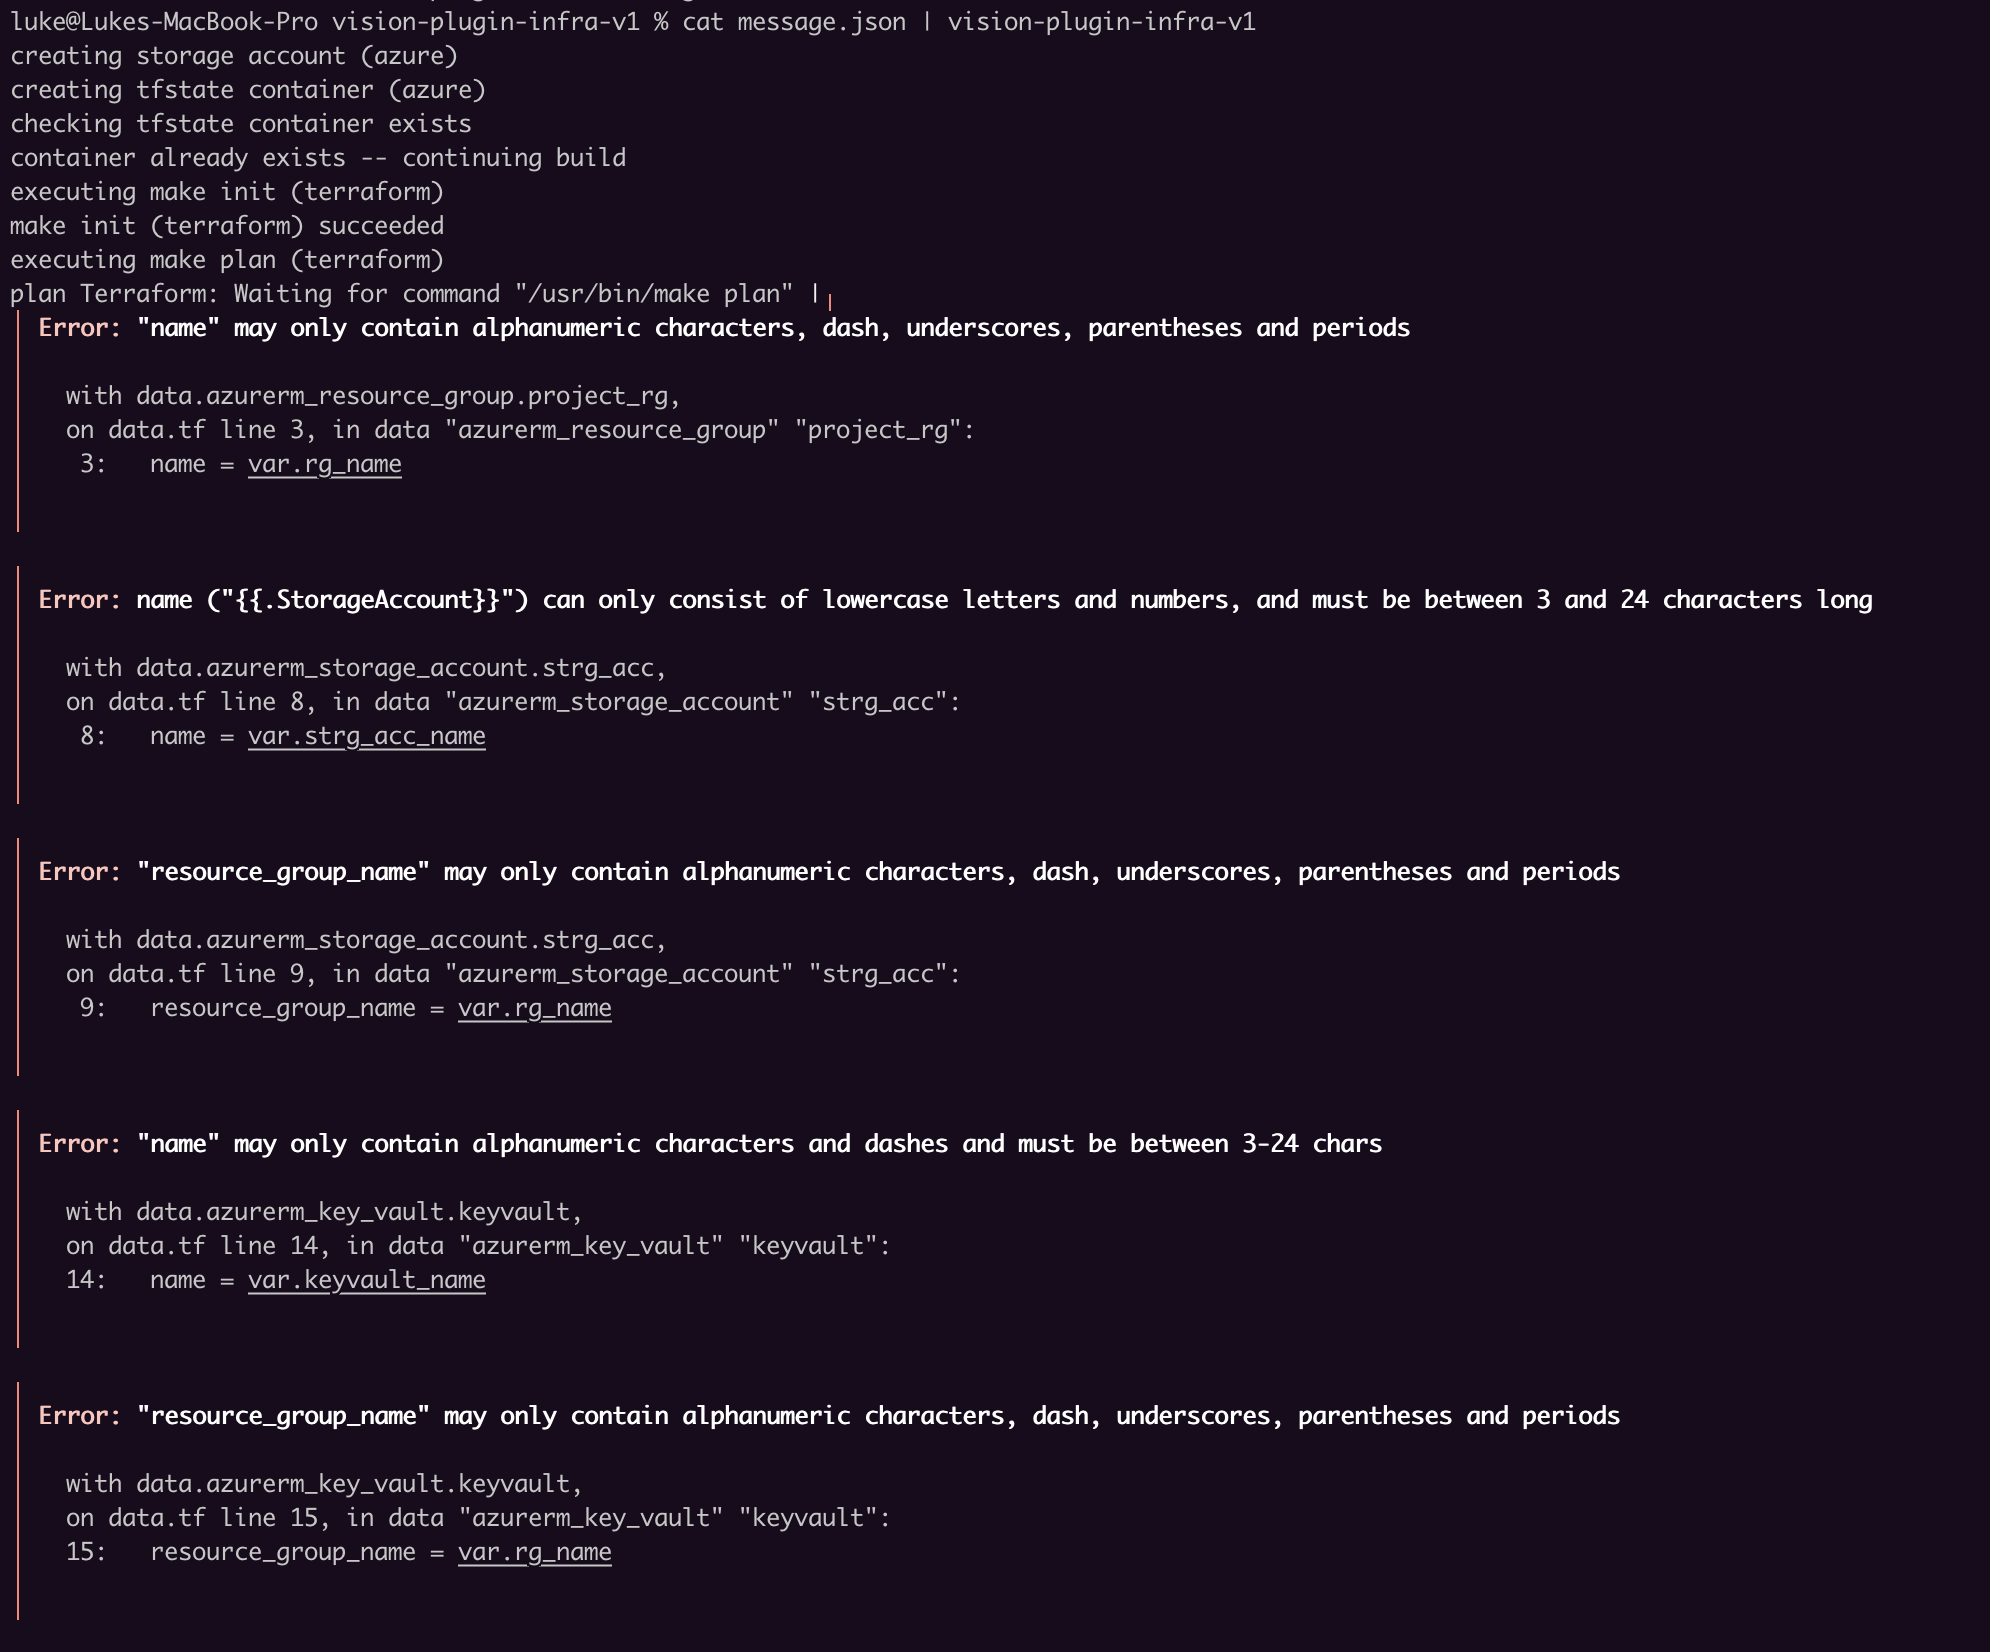 luke@Lukes-MacBook-Pro vision-plugin-infra-v1 % cat message.json | vision-plugin-infra-v1
creating storage account (azure)
creating tfstate container (azure)
checking tfstate container exists
container already exists -- continuing build
executing make init (terraform)
make init (terraform) succeeded
executing make plan (terraform)
plan Terraform: Waiting for command "/usr/bin/make plan" |
Error: "name" may only contain alphanumeric characters, dash, underscores, parentheses and periods
with data.azurerm_resource_group.project_rg,
on data.tf line 3, in data "azurerm_resource_group" "project_rg":
3:   name = var.rg_name
Error: name ("{{.StorageAccount}}") can only consist of lowercase letters and numbers, and must be between 3 and 24 characters long
with data.azurerm_storage_account.strg_acc,
on data.tf line 8, in data "azurerm_storage_account" "strg_acc":
8:   name = var.strg_acc_name
Error: "resource_group_name" may only contain alphanumeric characters, dash, underscores, parentheses and periods
with data.azurerm_storage_account.strg_acc,
on data.tf line 9, in data "azurerm_storage_account" "strg_acc":
9:   resource_group_name = var.rg_name
Error: "name" may only contain alphanumeric characters and dashes and must be between 3-24 chars
with data.azurerm_key_vault.keyvault,
on data.tf line 14, in data "azurerm_key_vault" "keyvault":
14:   name = var.keyvault_name
Error: "resource_group_name" may only contain alphanumeric characters, dash, underscores, parentheses and periods
with data.azurerm_key_vault.keyvault,
on data.tf line 15, in data "azurerm_key_vault" "keyvault":
15:   resource_group_name = var.rg_name